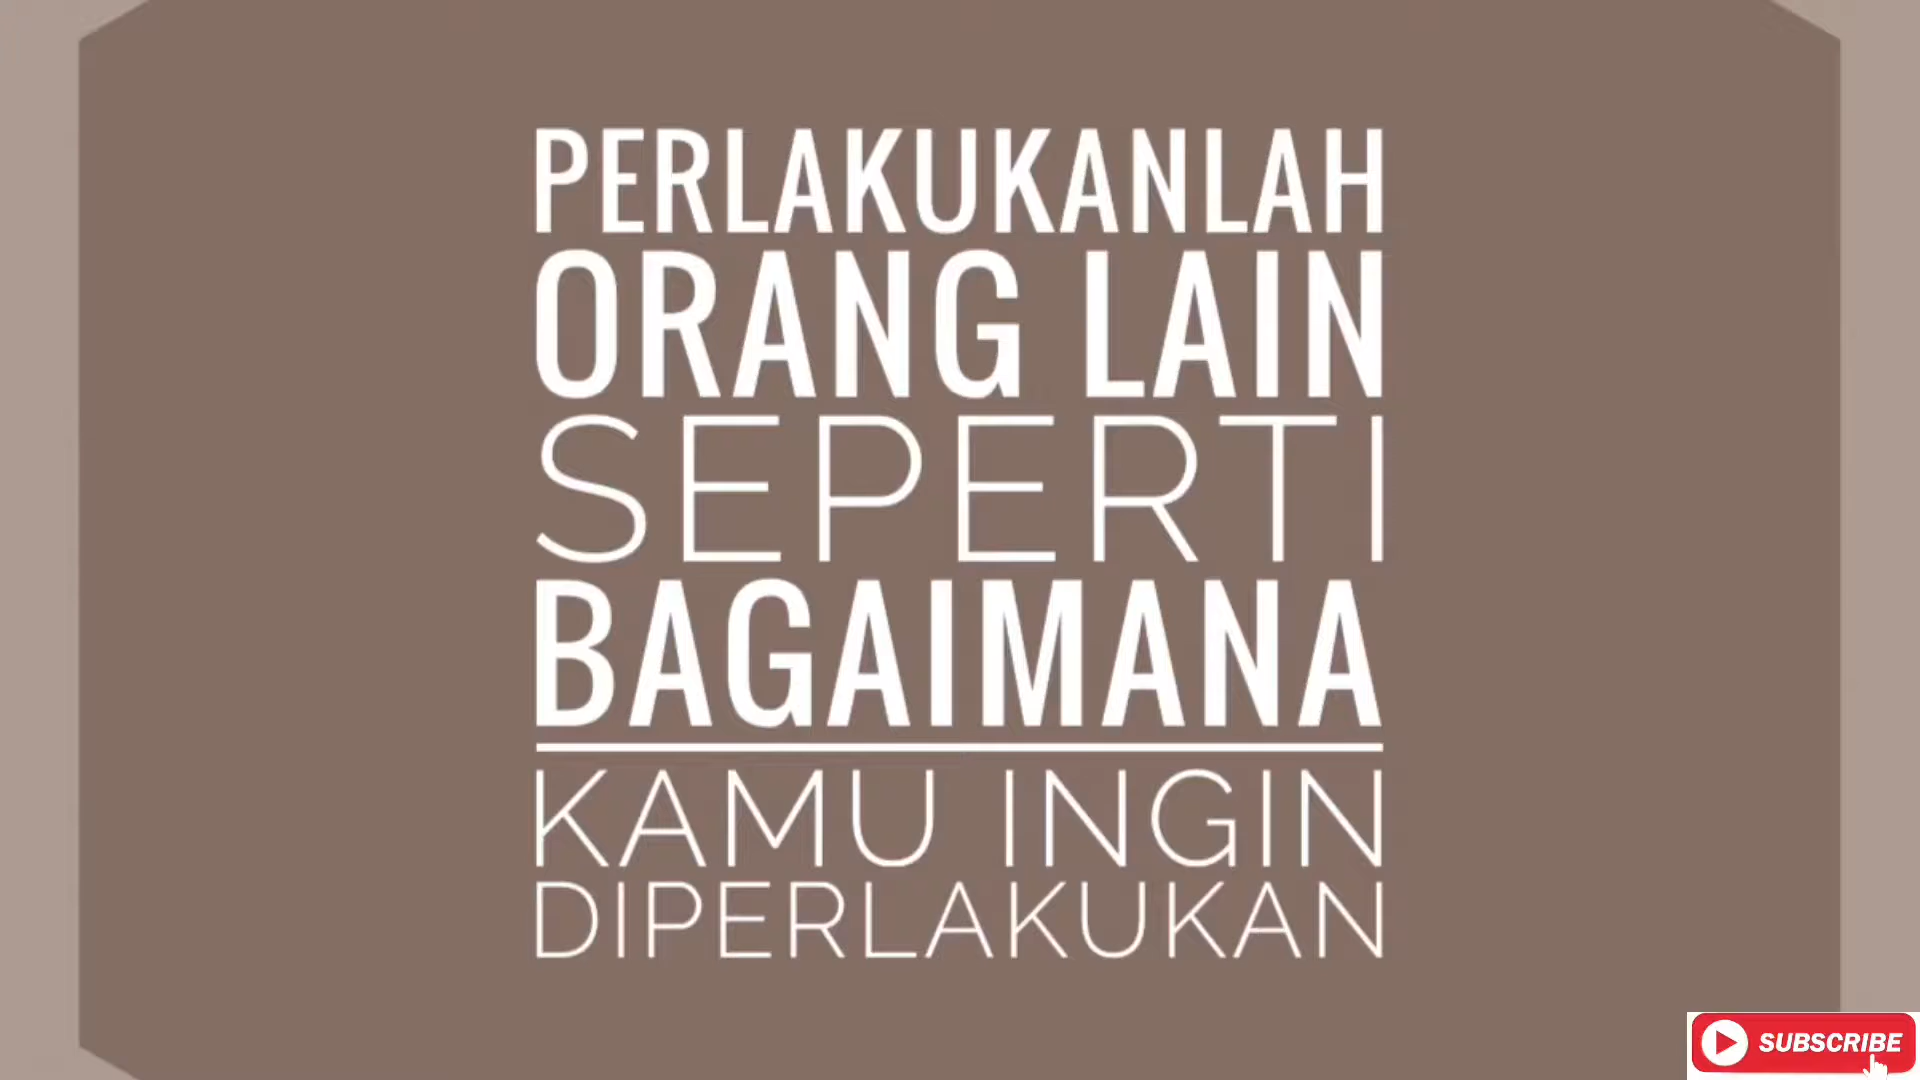 PERLAKUKANLAH
ORANG LAIN
SEPERTI
BAGAIMANA
KAMU INGIN
DIPERLAKUKAN
SUBSCRIBE